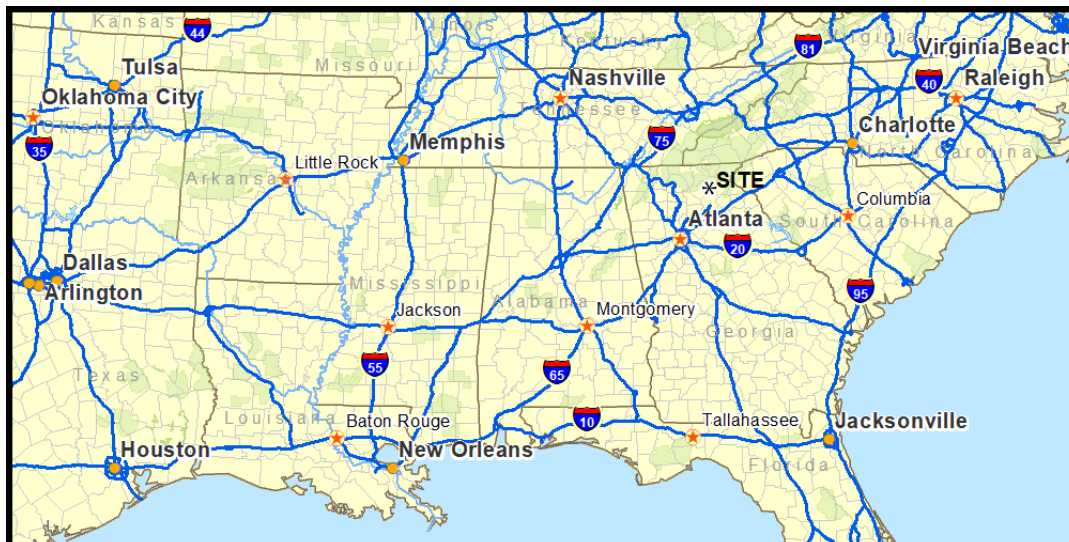 Kansas
Illinois
Kentucky
Virginia
44
81
Virginia Beach
Missouri
Tulsa
Nashville
40
Raleigh
Oklahoma City
Tennessee
Oklahoma
75
Charlotte
35
Memphis
North Carolina
Little Rock
Arkansas
SITE
Columbia
Atlanta
South Carolina
20
Dallas
Mississippi
Arlington
95
Alabama
Jackson
Montgomery
Georgia
55
65
Texas
Louisiana
Baton Rouge
10
Tallahassee
Jacksonville
Houston
New Orleans
Florida